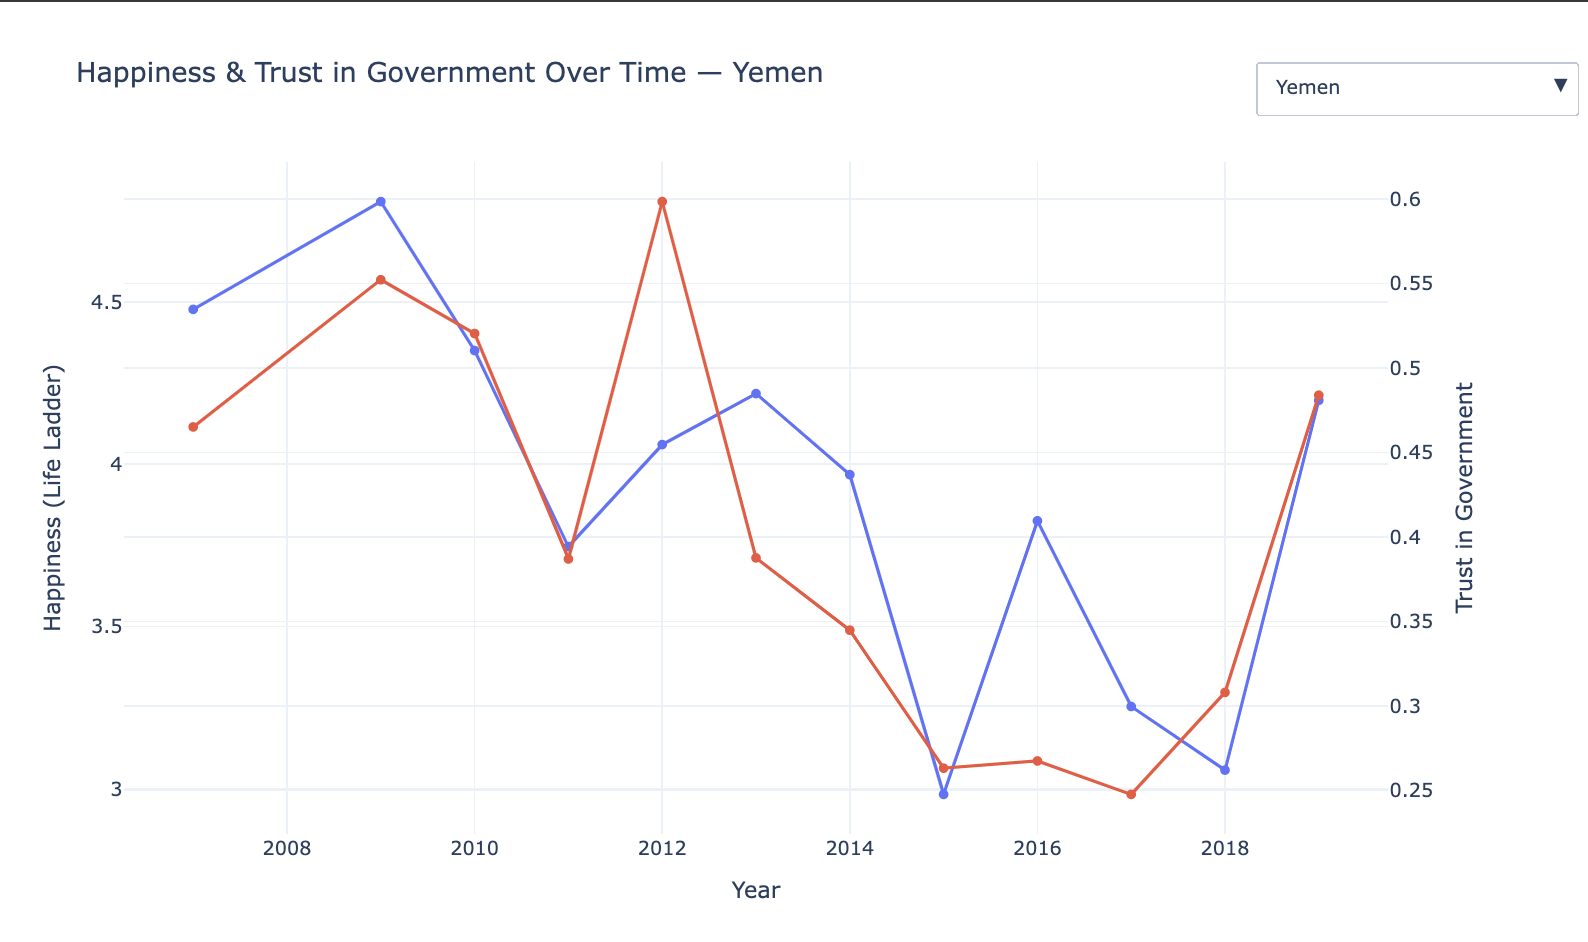 Happiness & Trust in Government Over Time — Yemen
Yemen ▼
Happiness (Life Ladder)
4.5
4
3.5
3
0.6
0.55
0.5
0.45
0.4
0.35
0.3
0.25
Trust in Government
2008 2010 2012 2014 2016 2018
Year